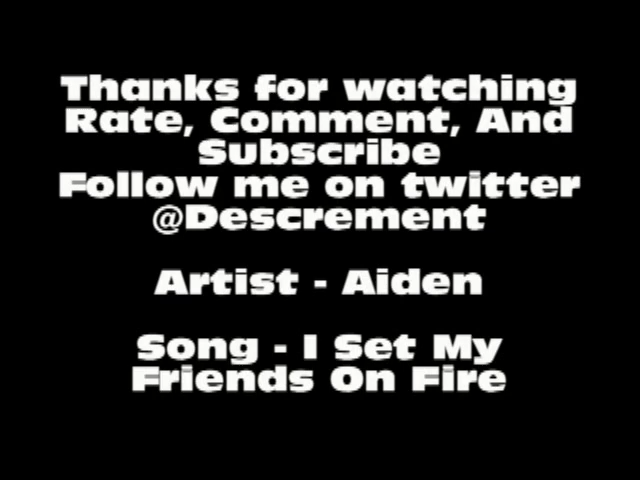 Thanks for watching
Rate, Comment, And
Subscribe
Follow me on twitter
@Descrement
Artist - Aiden
Song - I Set My
Friends On Fire